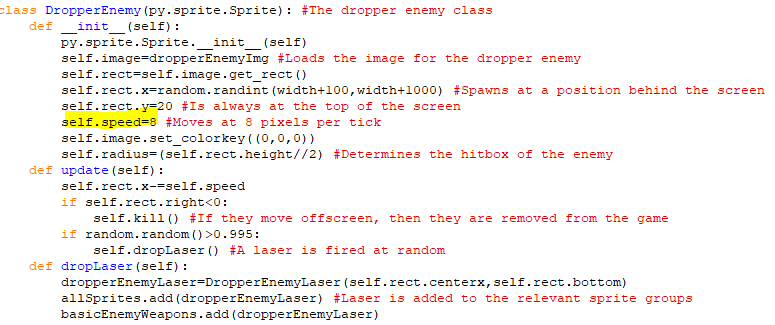 class DropperEnemy(py.sprite.Sprite): #The dropper enemy class
    def __init__(self):
        py.sprite.Sprite.__init__(self)
        self.image=dropperEnemyImg #Loads the image for the dropper enemy
        self.rect=self.image.get_rect()
        self.rect.x=random.randint(width+100,width+1000) #Spawns at a position behind the screen
        self.rect.y=20 #Is always at the top of the screen
        self.speed=8 #Moves at 8 pixels per tick
        self.image.set_colorkey((0,0,0))
        self.radius=(self.rect.height//2) #Determines the hitbox of the enemy
    def update(self):
        self.rect.x-=self.speed
        if self.rect.right<0:
            self.kill() #If they move offscreen, then they are removed from the game
        if random.random()>0.995:
            self.dropLaser() #A laser is fired at random
    def dropLaser(self):
        dropperEnemyLaser=DropperEnemyLaser(self.rect.centerx,self.rect.bottom)
        allSprites.add(dropperEnemyLaser) #Laser is added to the relevant sprite groups
        basicEnemyWeapons.add(dropperEnemyLaser)